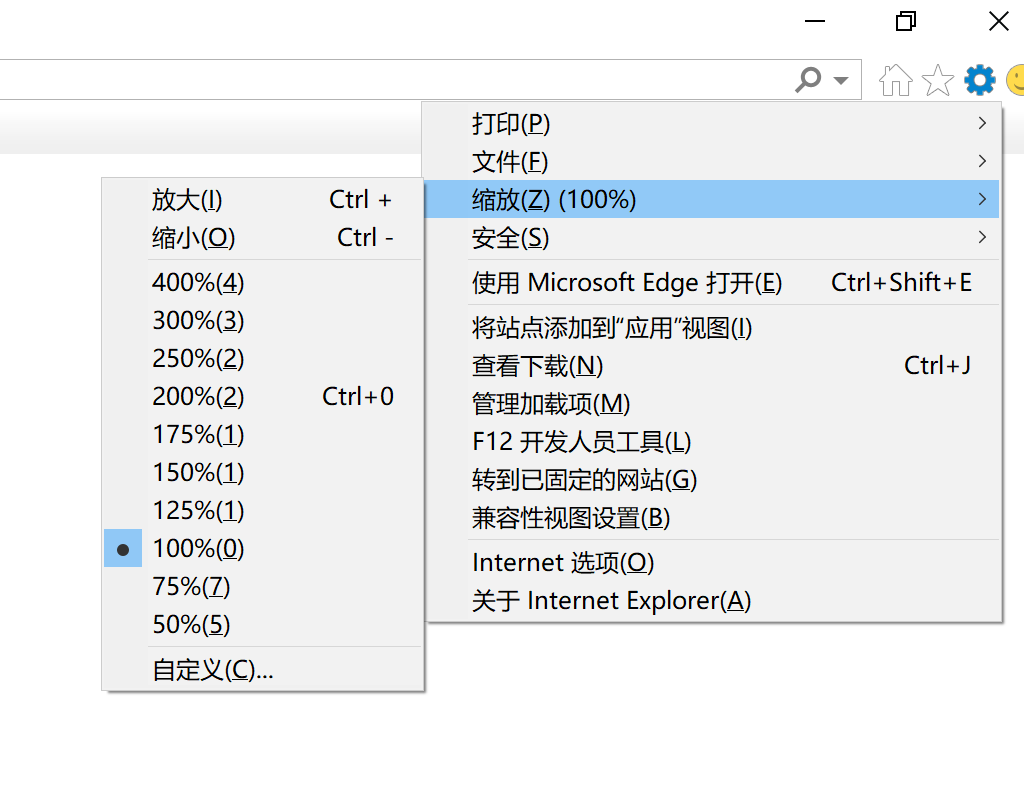 打印(P)
文件(F)
缩放(Z) (100%)
安全(S)
使用 Microsoft Edge 打开(E) Ctrl+Shift+E
将站点添加到“应用”视图(I)
查看下载(N) Ctrl+J
管理加载项(M)
F12 开发人员工具(L)
转到已固定的网站(G)
兼容性视图设置(B)
Internet 选项(O)
关于 Internet Explorer(A)
放大(I) Ctrl +
缩小(O) Ctrl -
400%(4)
300%(3)
250%(2)
200%(2) Ctrl+0
175%(1)
150%(1)
125%(1)
100%(0)
75%(7)
50%(5)
自定义(C)...